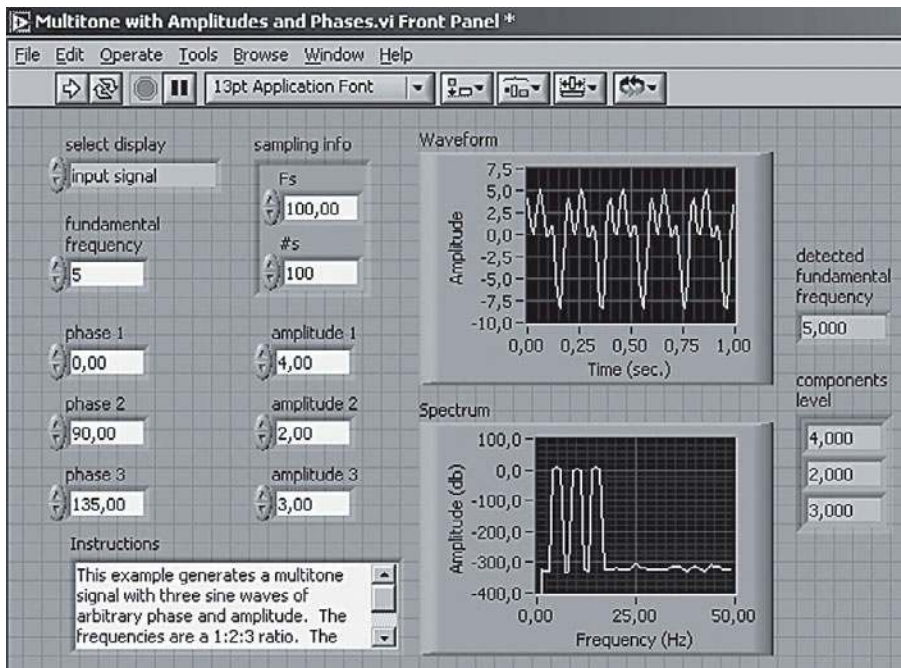 Multitone with Amplitudes and Phases.vi Front Panel *
File Edit Operate Tools Browse Window Help
13pt Application Font
select display
input signal
fundamental
frequency
5
sampling info
Fs
100,00
#s
100
phase 1
0,00
amplitude 1
4,00
phase 2
90,00
amplitude 2
2,00
phase 3
135,00
amplitude 3
3,00
Instructions
This example generates a multitone
signal with three sine waves of
arbitrary phase and amplitude. The
frequencies are a 1:2:3 ratio. The
Waveform
Amplitude
7,5
5,0
2,5
0,0
-2,5
-5,0
-7,5
-10,0
0,00 0,25 0,50 0,75 1,00
Time (sec.)
Spectrum
Amplitude (db)
100,0
0,0
-100,0
-200,0
-300,0
-400,0
0,00 25,00 50,00
Frequency (Hz)
detected
fundamental
frequency
5,000
components
level
4,000
2,000
3,000